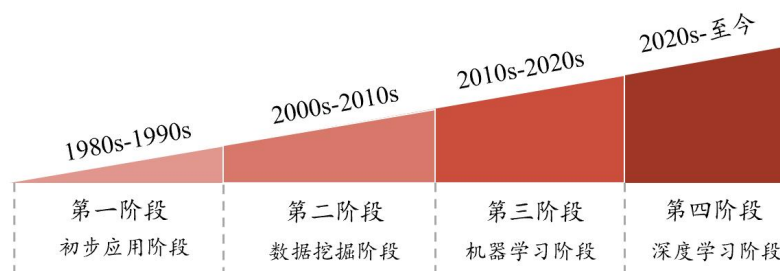 1980s-1990s
2000s-2010s
2010s-2020s
2020s-至今
第一阶段
初步应用阶段
第二阶段
数据挖掘阶段
第三阶段
机器学习阶段
第四阶段
深度学习阶段